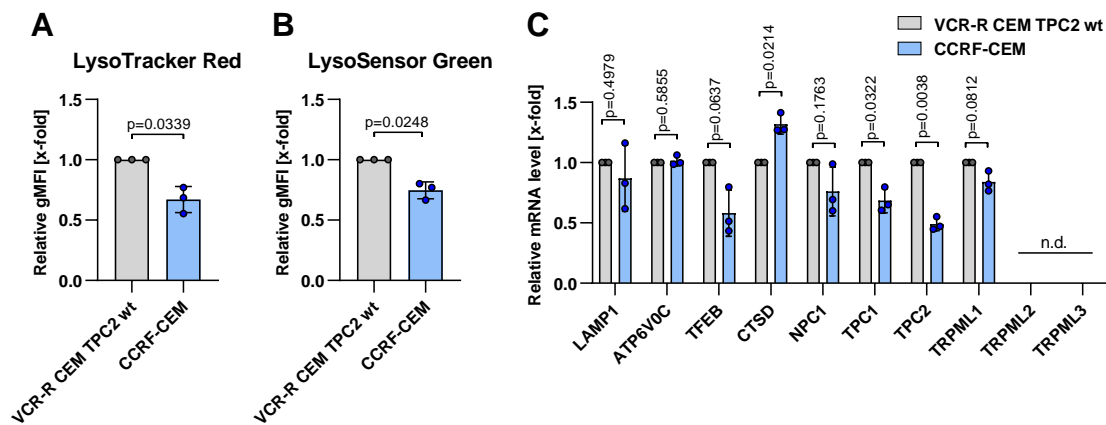 A
LysoTracker Red
Relative gMFI [x-fold]
1.5
1.0
0.5
0.0
p=0.0339
VCR-R CEM TPC2 wt
CCRF-CEM
B
LysoSensor Green
Relative gMFI [x-fold]
1.5
1.0
0.5
0.0
p=0.0248
VCR-R CEM TPC2 wt
CCRF-CEM
C
VCR-R CEM TPC2 wt
CCRF-CEM
Relative mRNA level [x-fold]
1.5
1.0
0.5
0.0
p=0.4979
p=0.5855
p=0.0637
p=0.0214
p=0.1763
p=0.0322
p=0.0038
p=0.0812
n.d.
LAMP1
ATP6V0C
TFEB
CTSD
NPC1
TPC1
TPC2
TRPML1
TRPML2
TRPML3